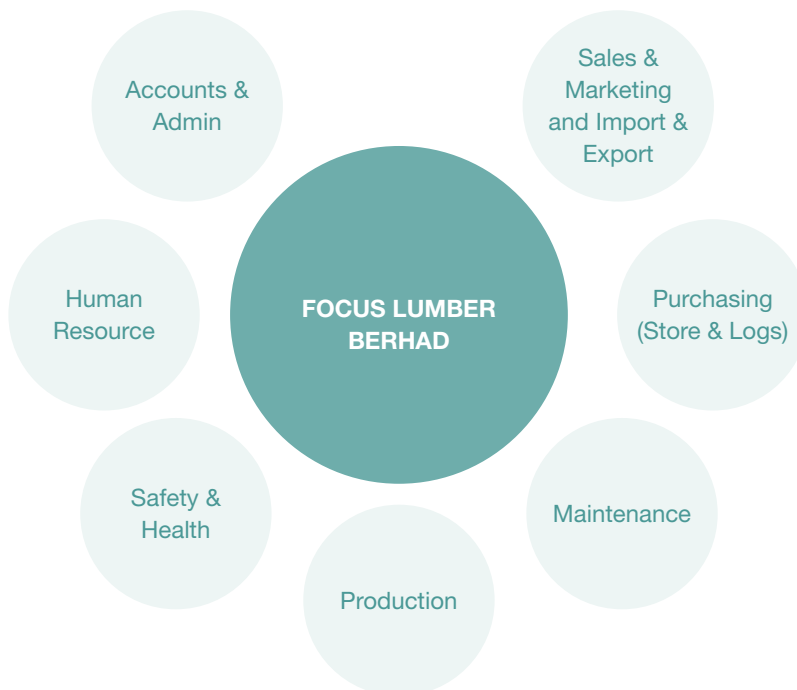 Accounts &
Admin
Sales &
Marketing
and Import &
Export
Human
Resource
FOCUS LUMBER
BERHAD
Purchasing
(Store & Logs)
Safety &
Health
Maintenance
Production